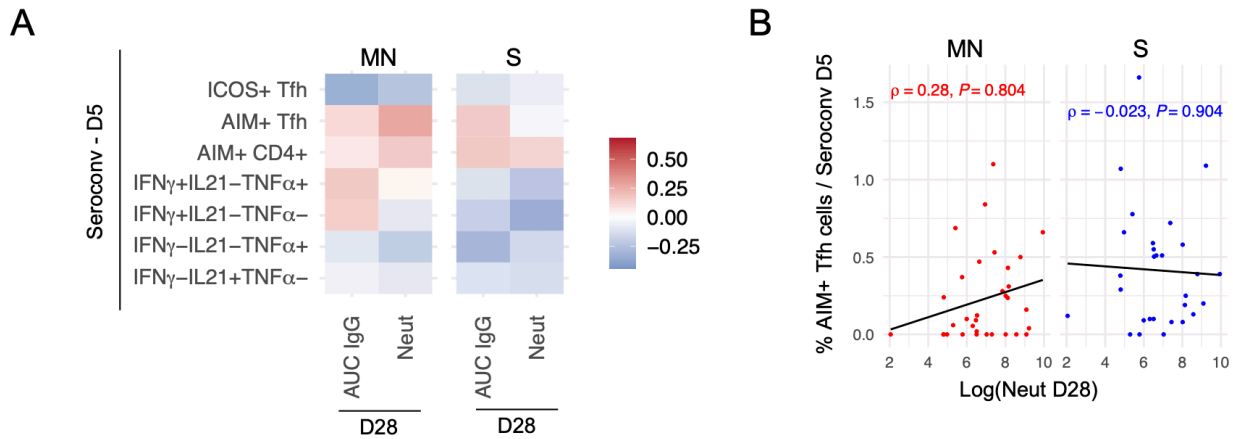 A
MN
S
Seroconv - D5
ICOS+ Tfh
AIM+ Tfh
AIM+ CD4+
IFNγ+IL21−TNFα+
IFNγ+IL21−TNFα−
IFNγ−IL21−TNFα+
IFNγ−IL21+TNFα−
AUC IgG
Neut
AUC IgG
Neut
D28
D28
0.50
0.25
0.00
−0.25
B
MN
S
% AIM+ Tfh cells / Seroconv D5
1.5
1.0
0.5
0.0
ρ = 0.28, P = 0.804
ρ = −0.023, P = 0.904
2 4 6 8 10
2 4 6 8 10
Log(Neut D28)